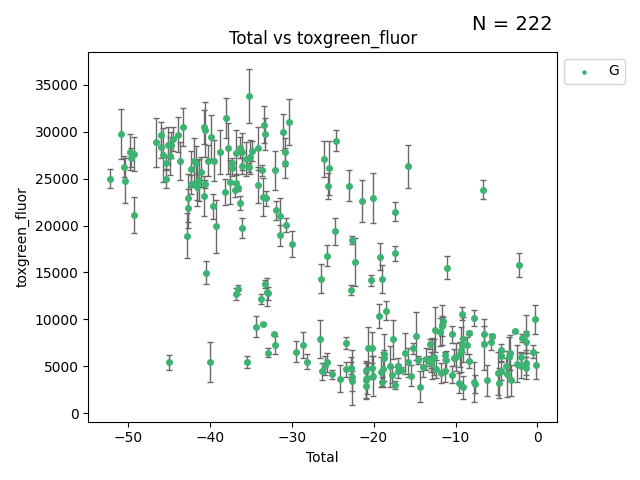 N = 222
Total vs toxgreen_fluor
G
toxgreen_fluor
35000
30000
25000
20000
15000
10000
5000
0
−50 −40 −30 −20 −10 0
Total